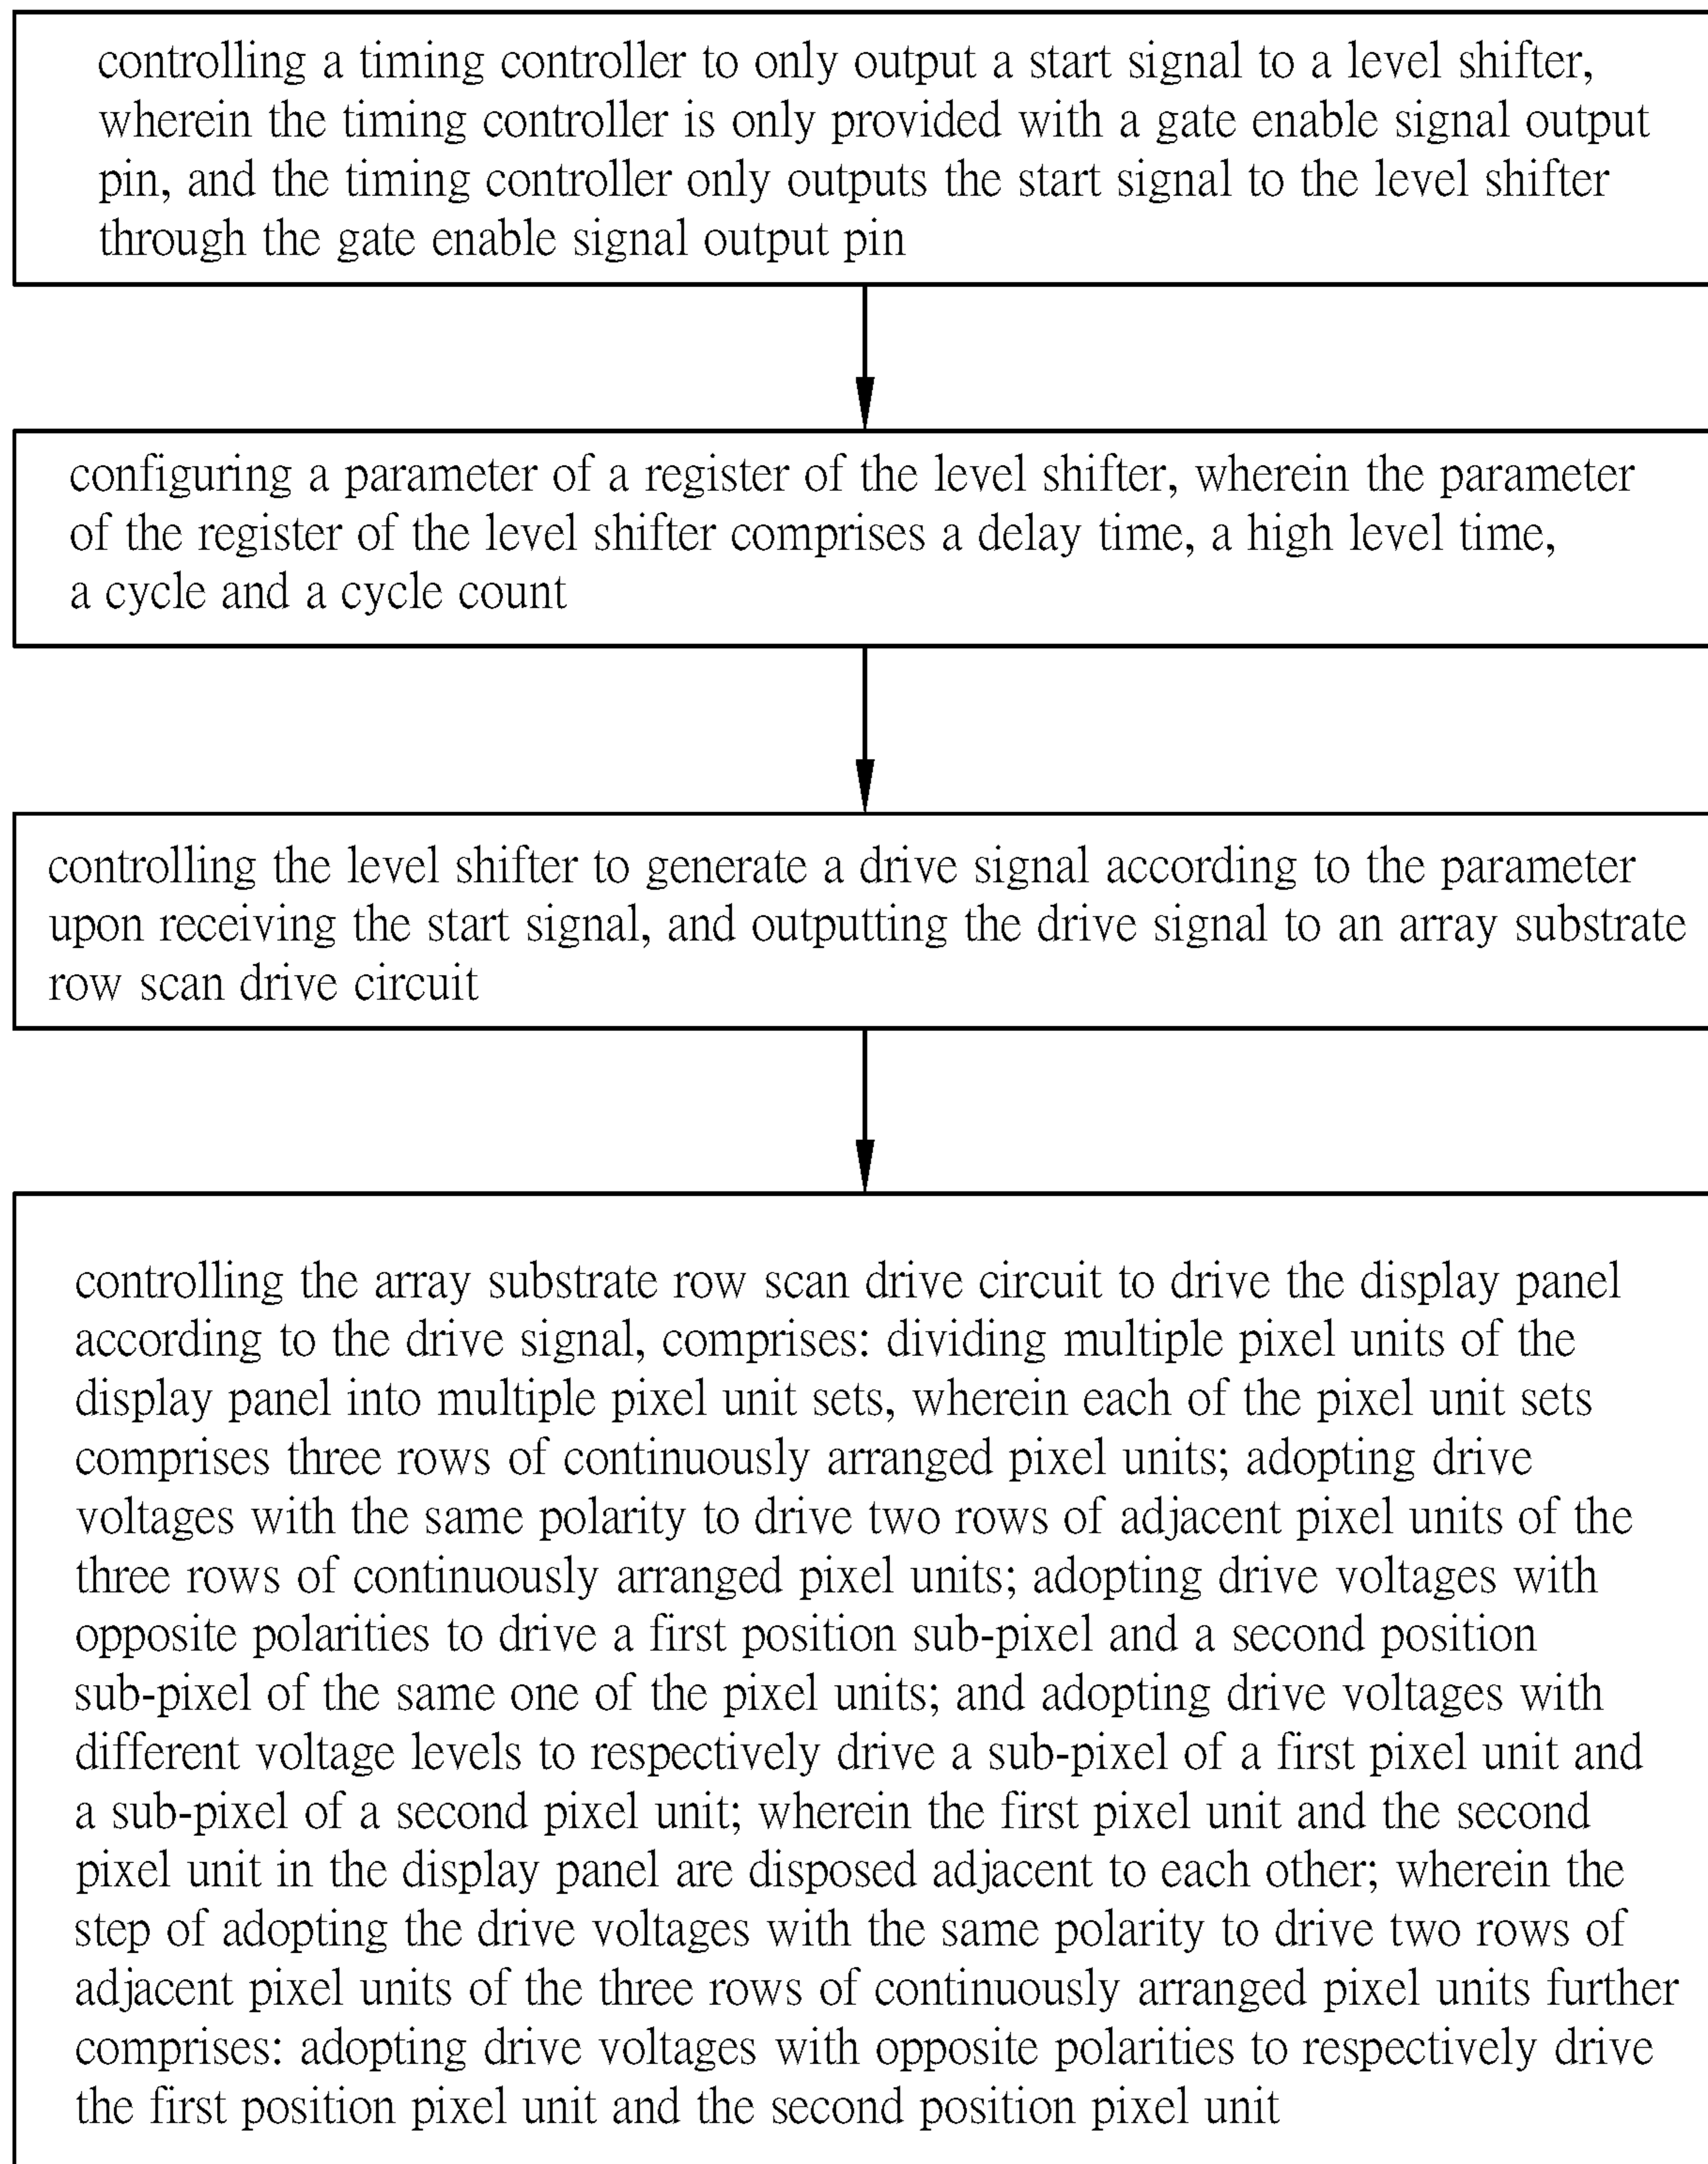 controlling a timing controller to only output a start signal to a level shifter,
wherein the timing controller is only provided with a gate enable signal output
pin, and the timing controller only outputs the start signal to the level shifter
through the gate enable signal output pin
configuring a parameter of a register of the level shifter, wherein the parameter
of the register of the level shifter comprises a delay time, a high level time,
a cycle and a cycle count
controlling the level shifter to generate a drive signal according to the parameter
upon receiving the start signal, and outputting the drive signal to an array substrate
row scan drive circuit
controlling the array substrate row scan drive circuit to drive the display panel
according to the drive signal, comprises: dividing multiple pixel units of the
display panel into multiple pixel unit sets, wherein each of the pixel unit sets
comprises three rows of continuously arranged pixel units; adopting drive
voltages with the same polarity to drive two rows of adjacent pixel units of the
three rows of continuously arranged pixel units; adopting drive voltages with
opposite polarities to drive a first position sub-pixel and a second position
sub-pixel of the same one of the pixel units; and adopting drive voltages with
different voltage levels to respectively drive a sub-pixel of a first pixel unit and
a sub-pixel of a second pixel unit; wherein the first pixel unit and the second
pixel unit in the display panel are disposed adjacent to each other; wherein the
step of adopting the drive voltages with the same polarity to drive two rows of
adjacent pixel units of the three rows of continuously arranged pixel units further
comprises: adopting drive voltages with opposite polarities to respectively drive
the first position pixel unit and the second position pixel unit